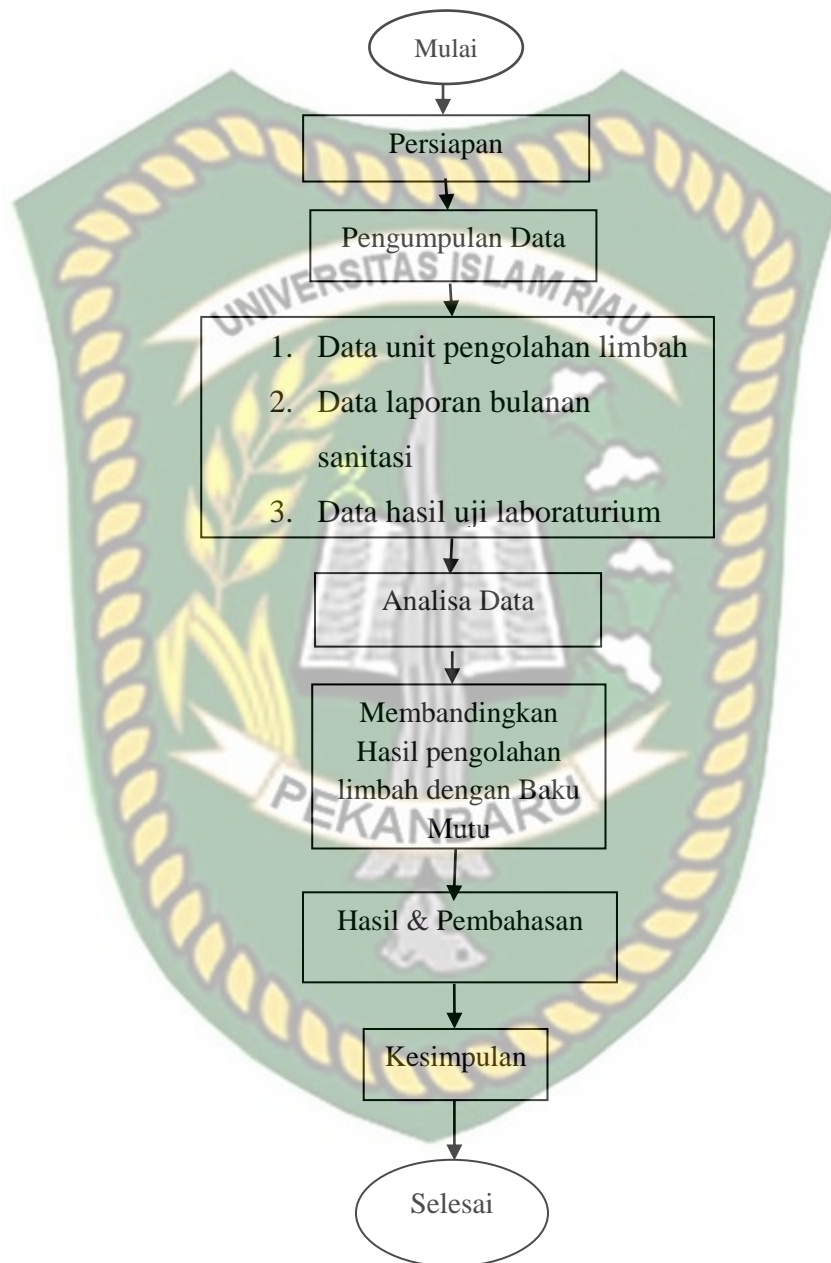 Mulai
Persiapan
Pengumpulan Data
UNIVERSITAS ISLAM RIAU
1. Data unit pengolahan limbah
2. Data laporan bulanan
sanitasi
3. Data hasil uji laboraturium
Analisa Data
Membandingkan
Hasil pengolahan
limbah dengan Baku
Mutu
PEKANBARU
Hasil & Pembahasan
Kesimpulan
Selesai